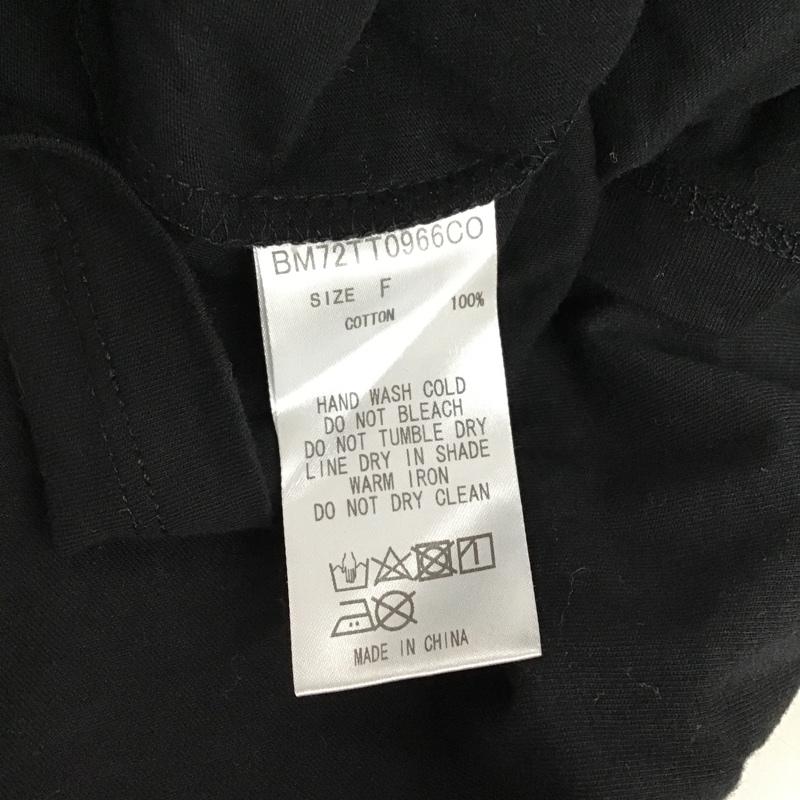 BM72TT0966CO
SIZE F
COTTON 100%
HAND WASH COLD
DO NOT BLEACH
DO NOT TUMBLE DRY
LINE DRY IN SHADE
WARM IRON
DO NOT DRY CLEAN
MADE IN CHINA